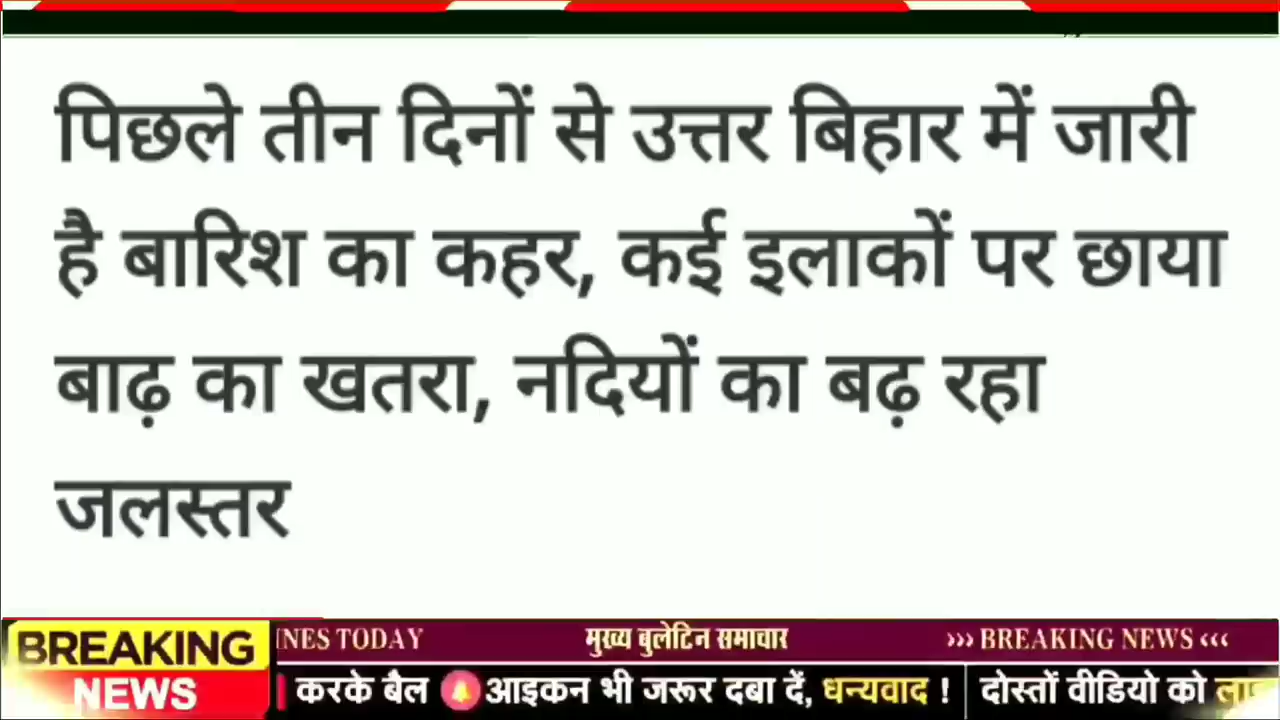 पिछले तीन दिनों से उत्तर बिहार में जारी
है बारिश का कहर, कई इलाकों पर छाया
बाढ़ का खतरा, नदियों का बढ़ रहा
जलस्तर
BREAKING
NEWS
INES TODAY मुख्य बुलेटिन समाचार ››› BREAKING NEWS ‹‹‹
करके बैल 🔔 आइकन भी जरूर दबा दें, धन्यवाद ! दोस्तों वीडियो को